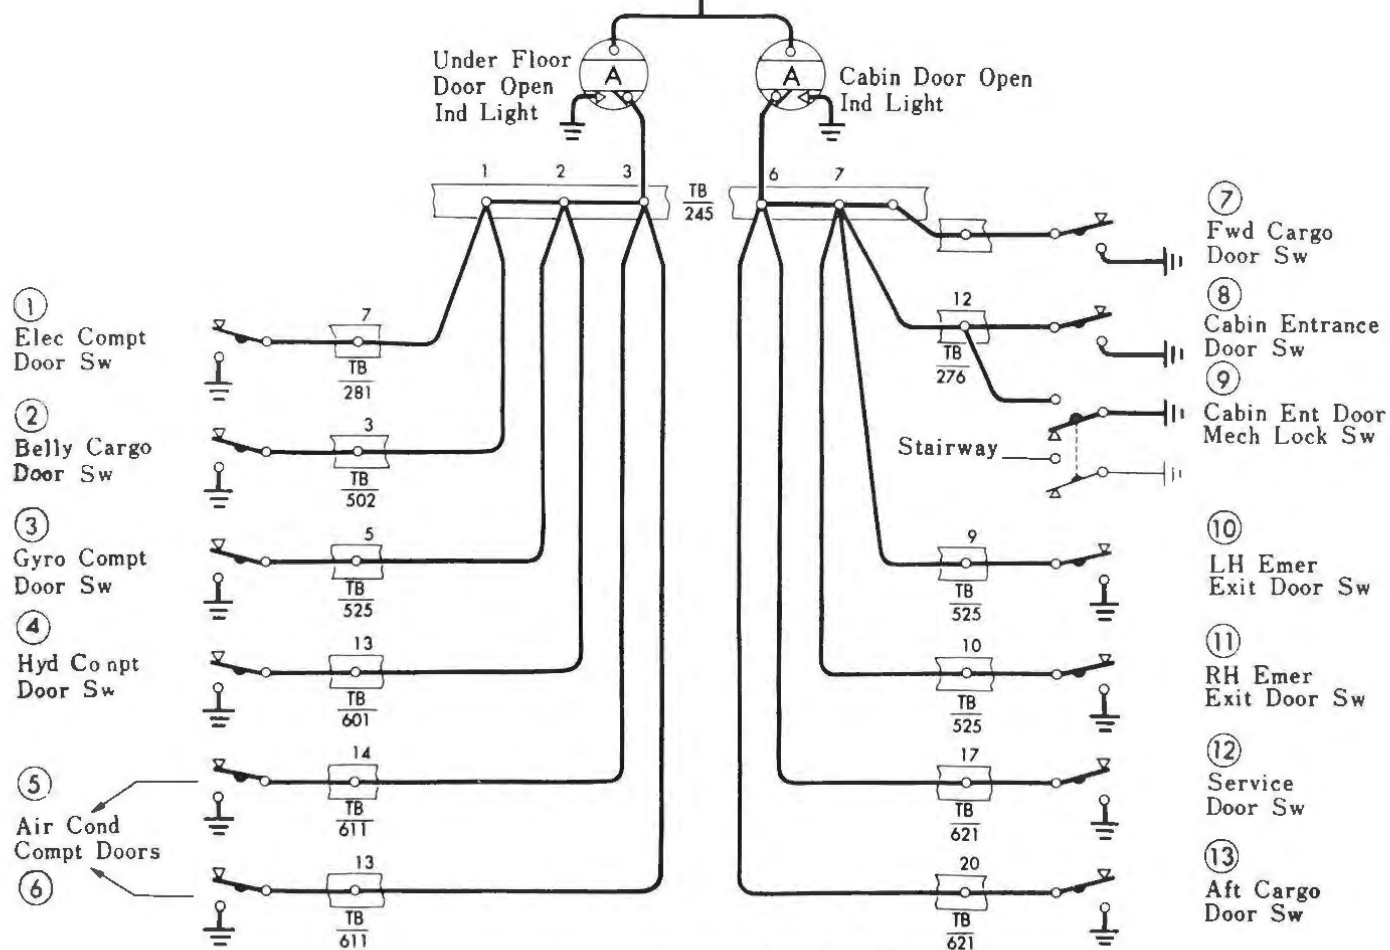 Under Floor
Door Open
Ind Light
A
A
Cabin Door Open
Ind Light
1
2
3
TB
245
6
7
1
Elec Compt
Door Sw
7
TB
281
2
Belly Cargo
Door Sw
3
TB
502
3
Gyro Compt
Door Sw
5
TB
525
4
Hyd Co npt
Door Sw
13
TB
601
5
Air Cond
Compt Doors
6
14
TB
611
13
TB
611
7
Fwd Cargo
Door Sw
8
Cabin Entrance
Door Sw
12
TB
276
9
Cabin Ent Door
Mech Lock Sw
Stairway
10
LH Emer
Exit Door Sw
9
TB
525
11
RH Emer
Exit Door Sw
10
TB
525
12
Service
Door Sw
17
TB
621
13
Aft Cargo
Door Sw
20
TB
621